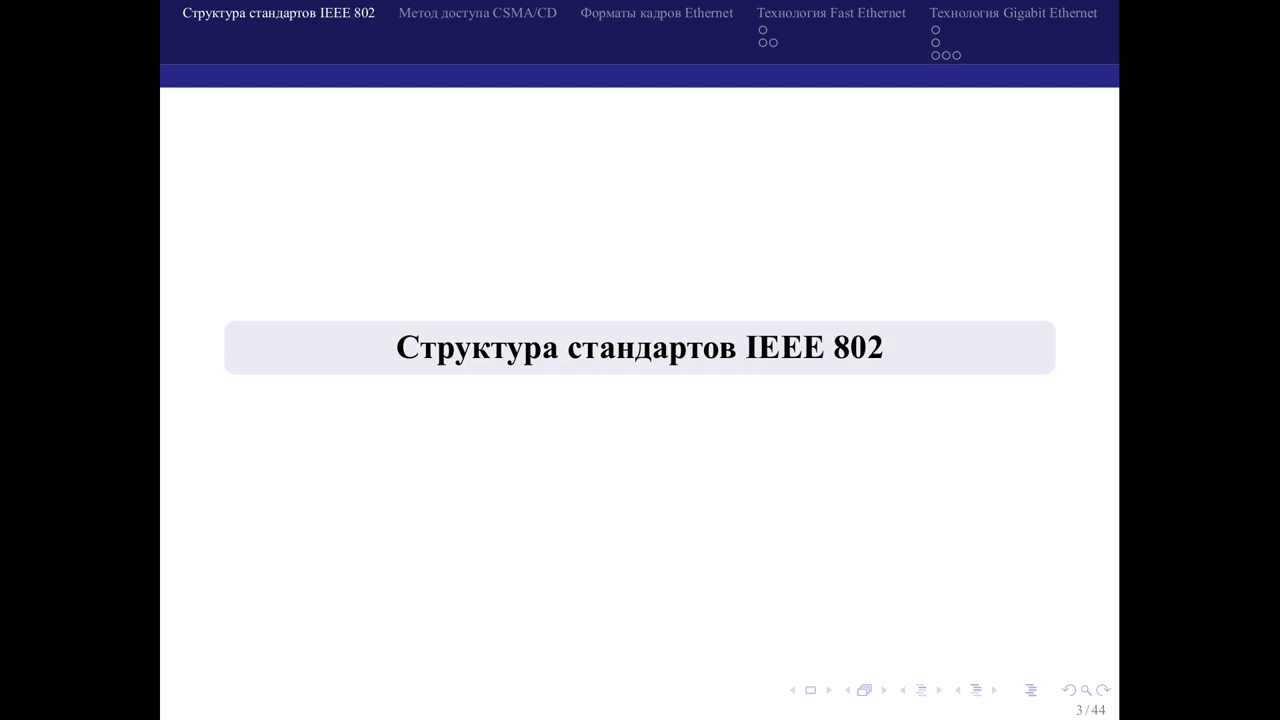 Структура стандартов IEEE 802 Метод доступа CSMA/CD Форматы кадров Ethernet Технология Fast Ethernet Технология Gigabit Ethernet
Структура стандартов IEEE 802
3 / 44